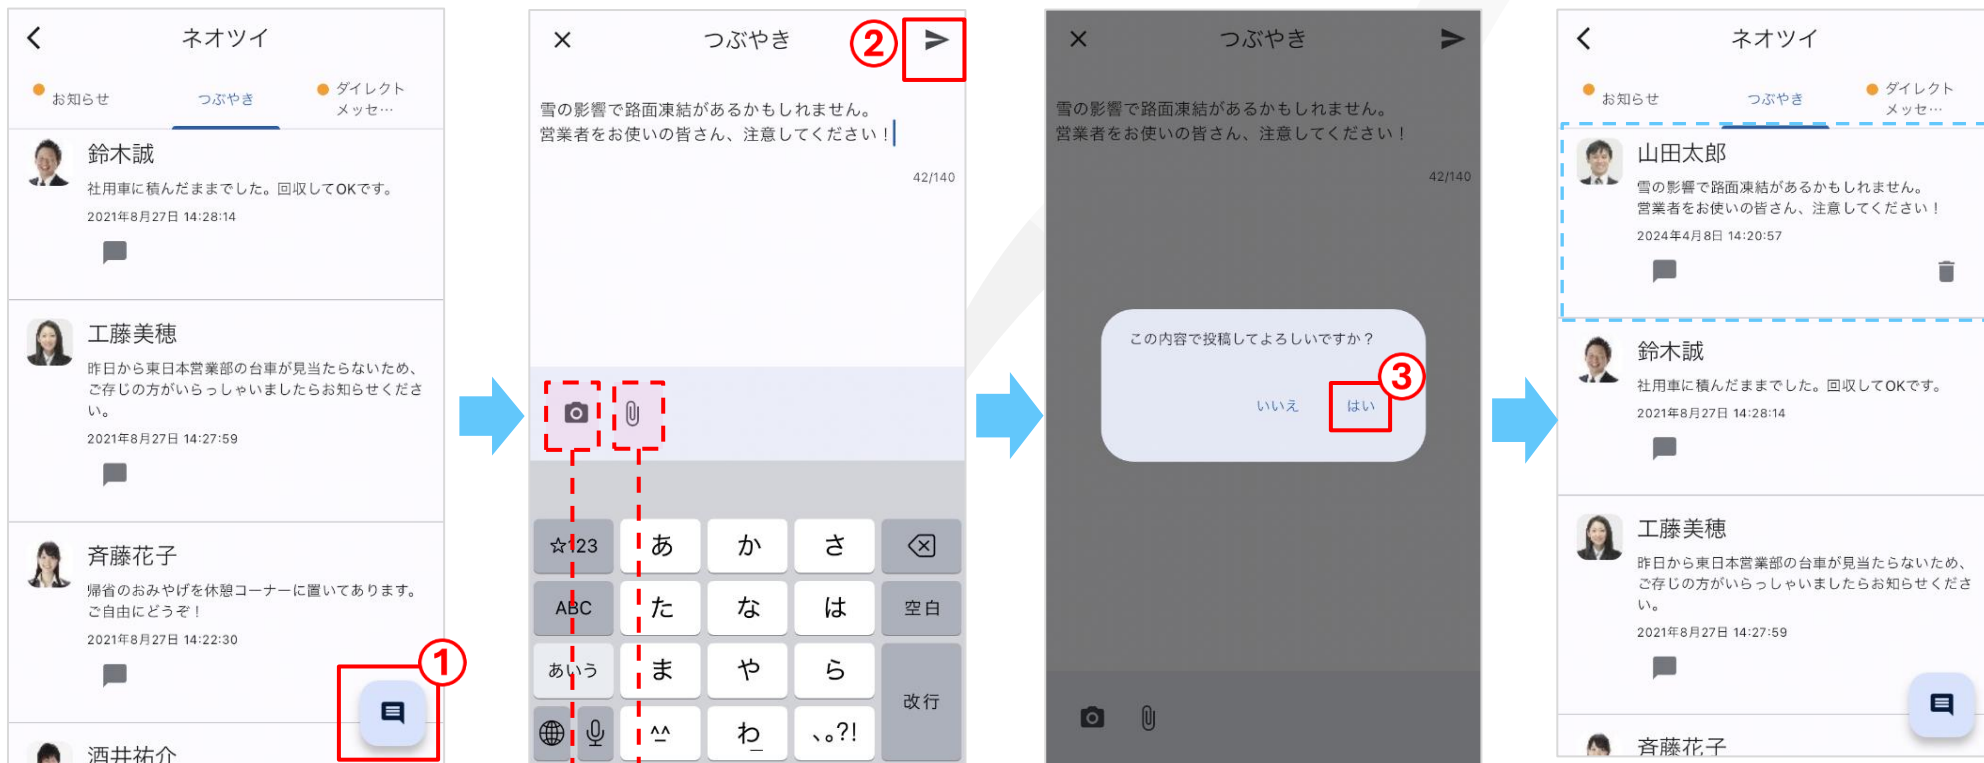 ネオツイ
お知らせ
つぶやき
ダイレクト
メッセ…
鈴木誠
社用車に積んだままでした。回収してOKです。
2021年8月27日 14:28:14
工藤美穂
昨日から東日本営業部の台車が見当たらないため、
ご存じの方がいらっしゃいましたらお知らせくださ
い。
2021年8月27日 14:27:59
斉藤花子
帰省のおみやげを休憩コーナーに置いてあります。
ご自由にどうぞ！
2021年8月27日 14:22:30
①
酒井祐介
つぶやき
②
雪の影響で路面凍結があるかもしれません。
営業者をお使いの皆さん、注意してください！
42/140
☆123
あ
か
さ
ABC
た
な
は
空白
あいう
ま
や
ら
改行
^^
わ
、。?!
つぶやき
雪の影響で路面凍結があるかもしれません。
営業者をお使いの皆さん、注意してください！
42/140
この内容で投稿してよろしいですか？
③
いいえ
はい
ネオツイ
お知らせ
つぶやき
ダイレクト
メッセ…
山田太郎
雪の影響で路面凍結があるかもしれません。
営業者をお使いの皆さん、注意してください！
2024年4月8日 14:20:57
鈴木誠
社用車に積んだままでした。回収してOKです。
2021年8月27日 14:28:14
工藤美穂
昨日から東日本営業部の台車が見当たらないため、
ご存じの方がいらっしゃいましたらお知らせくださ
い。
2021年8月27日 14:27:59
斉藤花子